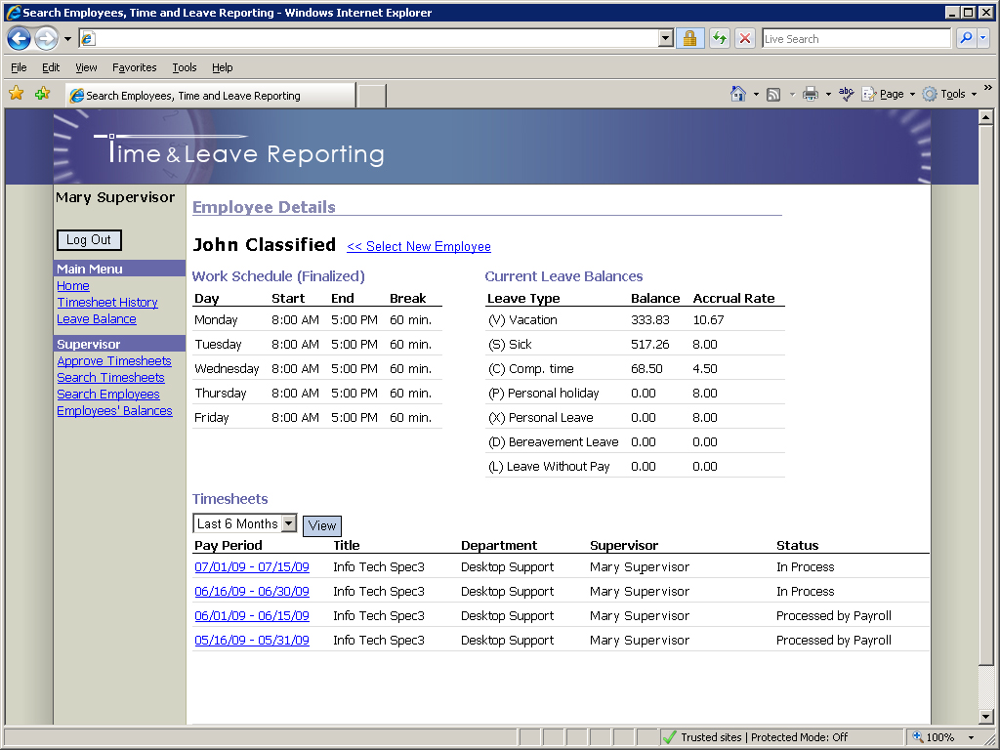 Search Employees, Time and Leave Reporting - Windows Internet Explorer
Live Search
File Edit View Favorites Tools Help
Search Employees, Time and Leave Reporting
abc Page Tools »
Time & Leave Reporting
Mary Supervisor
Log Out
Main Menu
Home
Timesheet History
Leave Balance
Supervisor
Approve Timesheets
Search Timesheets
Search Employees
Employees' Balances
Employee Details
John Classified << Select New Employee
Work Schedule (Finalized)
Day Start End Break
Monday 8:00 AM 5:00 PM 60 min.
Tuesday 8:00 AM 5:00 PM 60 min.
Wednesday 8:00 AM 5:00 PM 60 min.
Thursday 8:00 AM 5:00 PM 60 min.
Friday 8:00 AM 5:00 PM 60 min.
Current Leave Balances
Leave Type Balance Accrual Rate
(V) Vacation 333.83 10.67
(S) Sick 517.26 8.00
(C) Comp. time 68.50 4.50
(P) Personal holiday 0.00 8.00
(X) Personal Leave 0.00 8.00
(D) Bereavement Leave 0.00 0.00
(L) Leave Without Pay 0.00 0.00
Timesheets
Last 6 Months View
Pay Period Title Department Supervisor Status
07/01/09 - 07/15/09 Info Tech Spec3 Desktop Support Mary Supervisor In Process
06/16/09 - 06/30/09 Info Tech Spec3 Desktop Support Mary Supervisor In Process
06/01/09 - 06/15/09 Info Tech Spec3 Desktop Support Mary Supervisor Processed by Payroll
05/16/09 - 05/31/09 Info Tech Spec3 Desktop Support Mary Supervisor Processed by Payroll
Trusted sites | Protected Mode: Off 100%